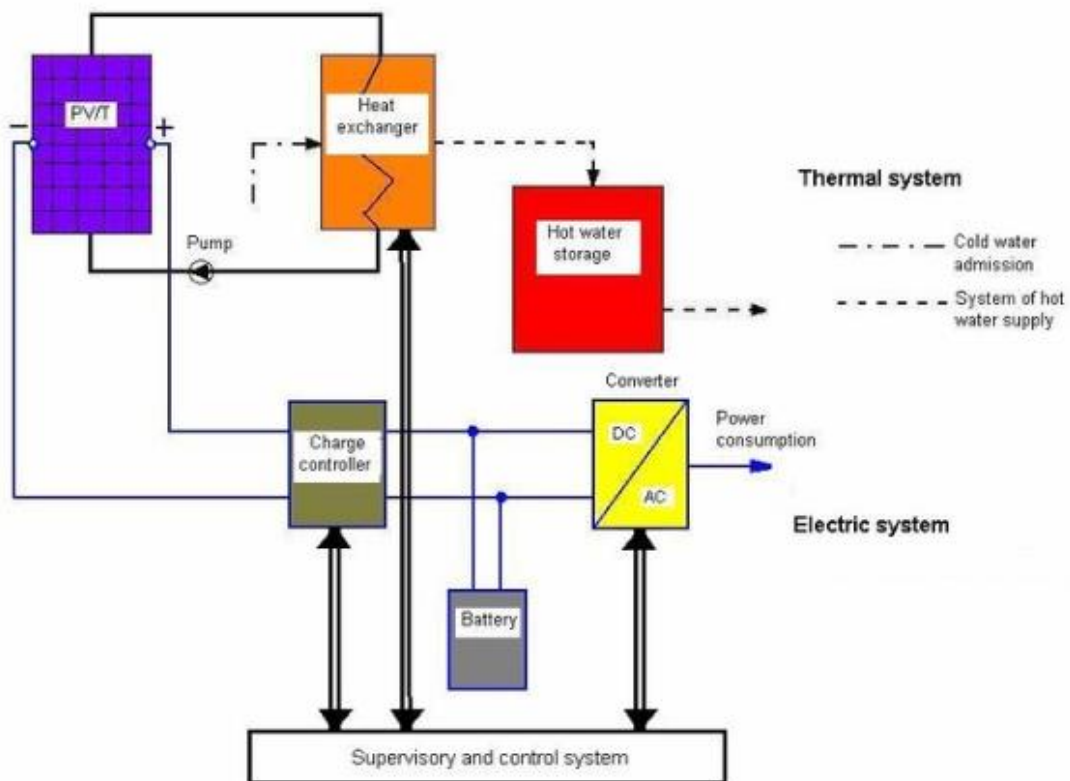 PV/T
−
+
Heat
exchanger
Pump
Hot water
storage
Thermal system
Cold water
admission
System of hot
water supply
Converter
DC
AC
Power
consumption
Charge
controller
Electric system
Battery
Supervisory and control system